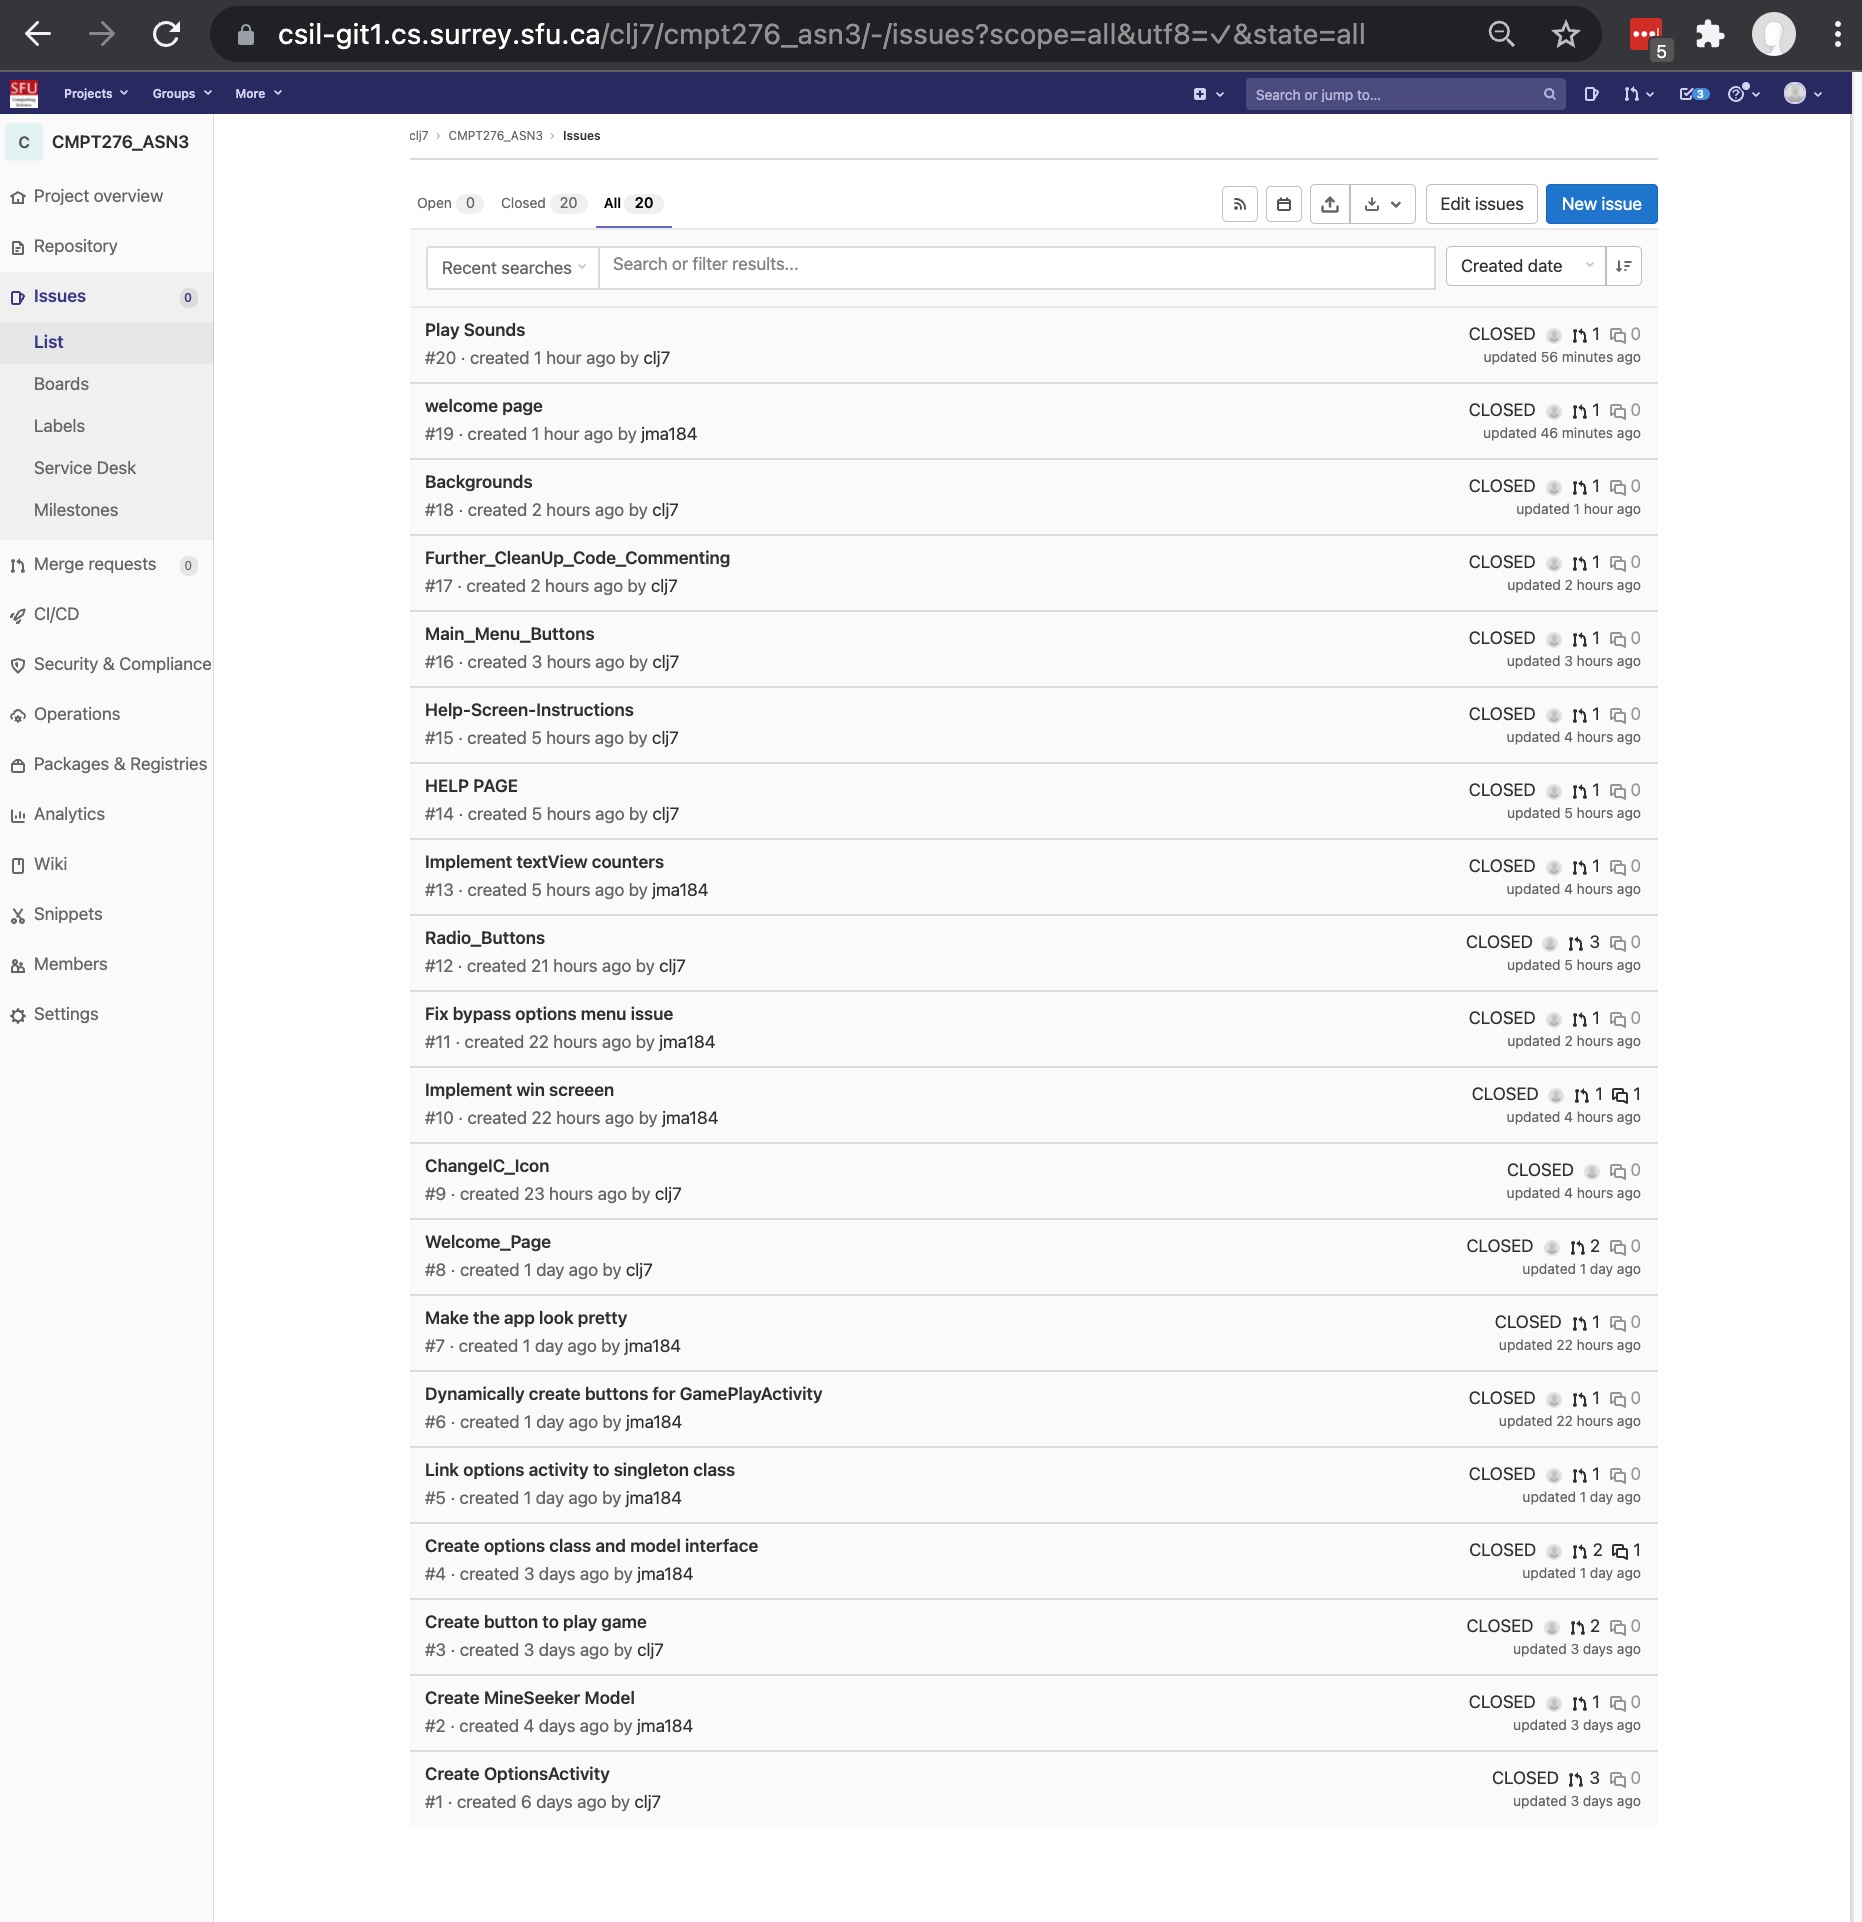 csil-git1.cs.surrey.sfu.ca/clj7/cmpt276_asn3/-/issues?scope=all&utf8=✓&state=all
5
SFU
Computing Science
Projects
Groups
More
Search or jump to...
3
C CMPT276_ASN3
Project overview
Repository
Issues 0
List
Boards
Labels
Service Desk
Milestones
Merge requests 0
CI/CD
Security & Compliance
Operations
Packages & Registries
Analytics
Wiki
Snippets
Members
Settings
clj7 › CMPT276_ASN3 › Issues
Open 0 Closed 20 All 20
Edit issues
New issue
Recent searches
Search or filter results...
Created date
Play Sounds
CLOSED 1 0
#20 · created 1 hour ago by clj7
updated 56 minutes ago
welcome page
CLOSED 1 0
#19 · created 1 hour ago by jma184
updated 46 minutes ago
Backgrounds
CLOSED 1 0
#18 · created 2 hours ago by clj7
updated 1 hour ago
Further_CleanUp_Code_Commenting
CLOSED 1 0
#17 · created 2 hours ago by clj7
updated 2 hours ago
Main_Menu_Buttons
CLOSED 1 0
#16 · created 3 hours ago by clj7
updated 3 hours ago
Help-Screen-Instructions
CLOSED 1 0
#15 · created 5 hours ago by clj7
updated 4 hours ago
HELP PAGE
CLOSED 1 0
#14 · created 5 hours ago by clj7
updated 5 hours ago
Implement textView counters
CLOSED 1 0
#13 · created 5 hours ago by jma184
updated 4 hours ago
Radio_Buttons
CLOSED 3 0
#12 · created 21 hours ago by clj7
updated 5 hours ago
Fix bypass options menu issue
CLOSED 1 0
#11 · created 22 hours ago by jma184
updated 2 hours ago
Implement win screeen
CLOSED 1 1
#10 · created 22 hours ago by jma184
updated 4 hours ago
ChangeIC_Icon
CLOSED 0
#9 · created 23 hours ago by clj7
updated 4 hours ago
Welcome_Page
CLOSED 2 0
#8 · created 1 day ago by clj7
updated 1 day ago
Make the app look pretty
CLOSED 1 0
#7 · created 1 day ago by jma184
updated 22 hours ago
Dynamically create buttons for GamePlayActivity
CLOSED 1 0
#6 · created 1 day ago by jma184
updated 22 hours ago
Link options activity to singleton class
CLOSED 1 0
#5 · created 1 day ago by jma184
updated 1 day ago
Create options class and model interface
CLOSED 2 1
#4 · created 3 days ago by jma184
updated 1 day ago
Create button to play game
CLOSED 2 0
#3 · created 3 days ago by clj7
updated 3 days ago
Create MineSeeker Model
CLOSED 1 0
#2 · created 4 days ago by jma184
updated 3 days ago
Create OptionsActivity
CLOSED 3 0
#1 · created 6 days ago by clj7
updated 3 days ago